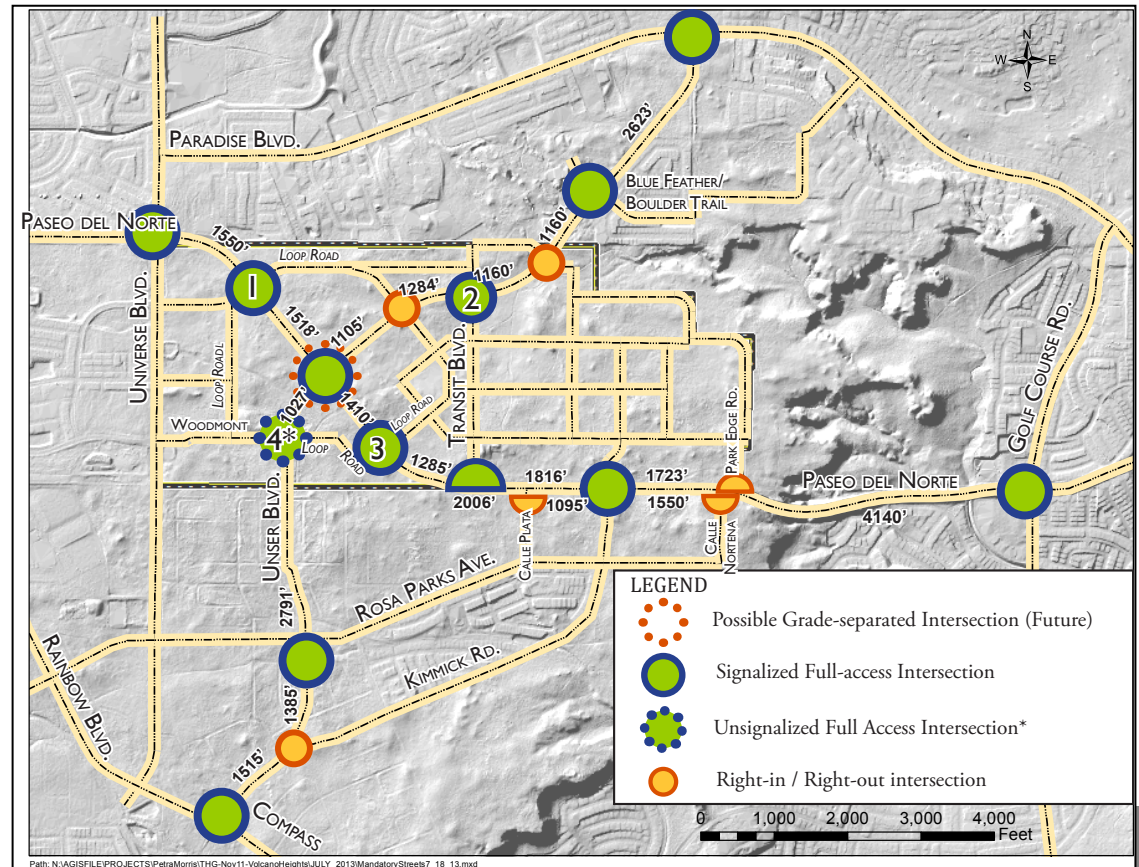 N
W E
S
PARADISE BLVD.
2623'
BLUE FEATHER/
BOULDER TRAIL
PASEO DEL NORTE
1550'
LOOP ROAD
1160'
1160'
1284'
1
2
1518'
1105'
UNIVERSE BLVD.
LOOP ROADL
TRANSIT BLVD.
GOLF COURSE RD.
1027'
1410'
LOOP ROAD
PARK EDGE RD.
WOODMONT
4*
LOOP
ROAD
3
1285'
1816'
1723'
PASEO DEL NORTE
2006'
1095'
1550'
4140'
UNSER BLVD.
CALLE PLATA
CALLE
NORTENA
ROSA PARKS AVE.
2791'
KIMMICK RD.
RAINBOW BLVD.
1385'
1515'
COMPASS
LEGEND
Possible Grade-separated Intersection (Future)
Signalized Full-access Intersection
Unsignalized Full Access Intersection*
Right-in / Right-out intersection
0 1,000 2,000 3,000 4,000
Feet
Path: N:\AGISFILE\PROJECTS\PetraMorris\THG-Nov11-VolcanoHeights\JULY_2013\MandatoryStreets7_18_13.mxd